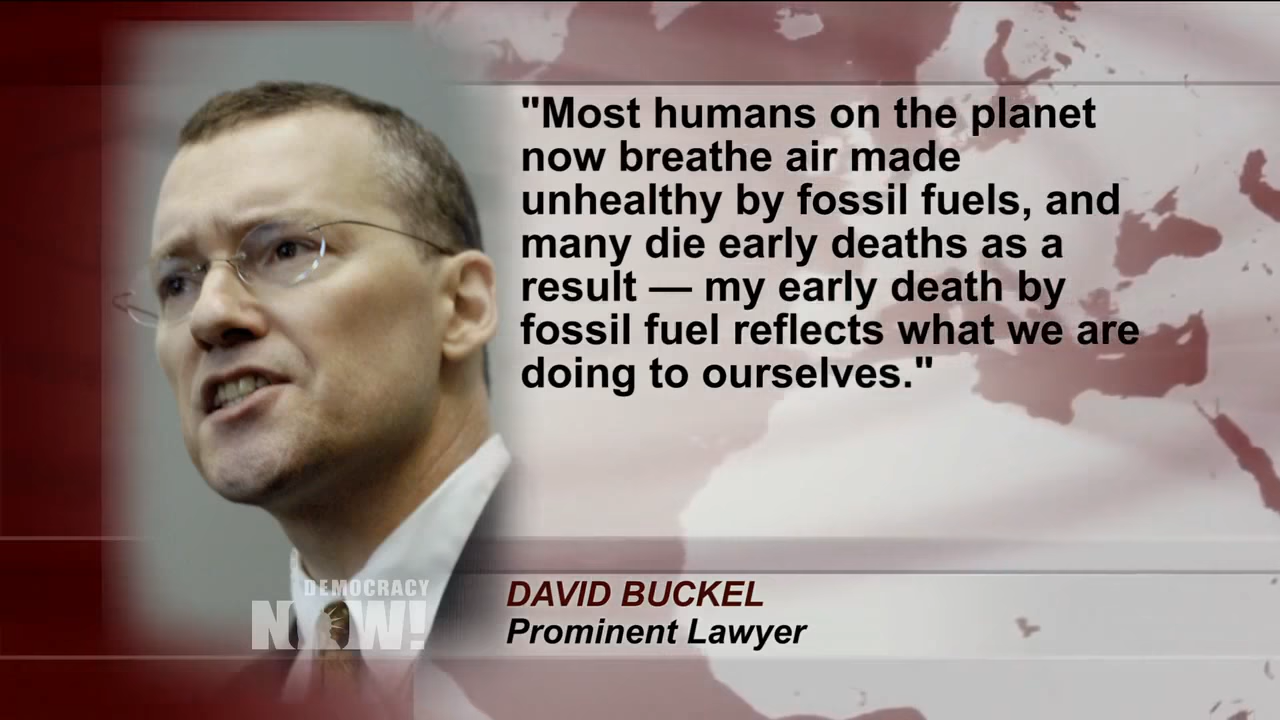 "Most humans on the planet
now breathe air made
unhealthy by fossil fuels, and
many die early deaths as a
result — my early death by
fossil fuel reflects what we are
doing to ourselves."
DEMOCRACY
NOW!
DAVID BUCKEL
Prominent Lawyer